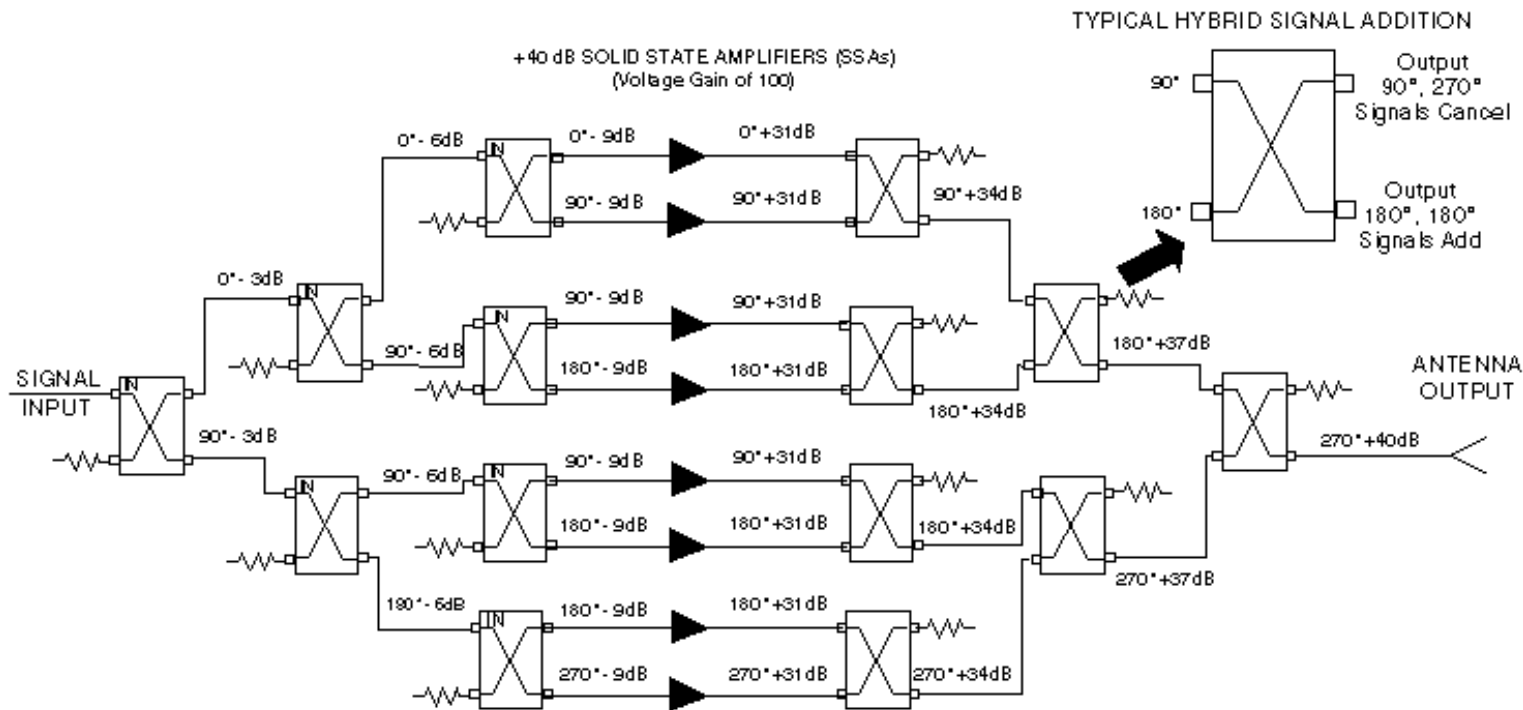 TYPICAL HYBRID SIGNAL ADDITION
+40 dB SOLID STATE AMPLIFIERS (SSAs)
(Voltage Gain of 100)
90°
Output
90°, 270°
Signals Cancel
180°
Output
180°, 180°
Signals Add
0°- 6dB
IN
0°- 9dB
0°+31dB
90°- 9dB
90°+31dB
90°+34dB
0°- 3dB
IN
90°- 6dB
IN
90°- 9dB
90°+31dB
180°- 9dB
180°+31dB
180°+34dB
180°+37dB
SIGNAL
INPUT
IN
ANTENNA
OUTPUT
270°+40dB
90°- 3dB
IN
90°- 6dB
IN
90°- 9dB
90°+31dB
180°- 9dB
180°+31dB
180°+34dB
270°+37dB
190°- 6dB
IN
180°- 9dB
180°+31dB
270°- 9dB
270°+31dB
270°+34dB